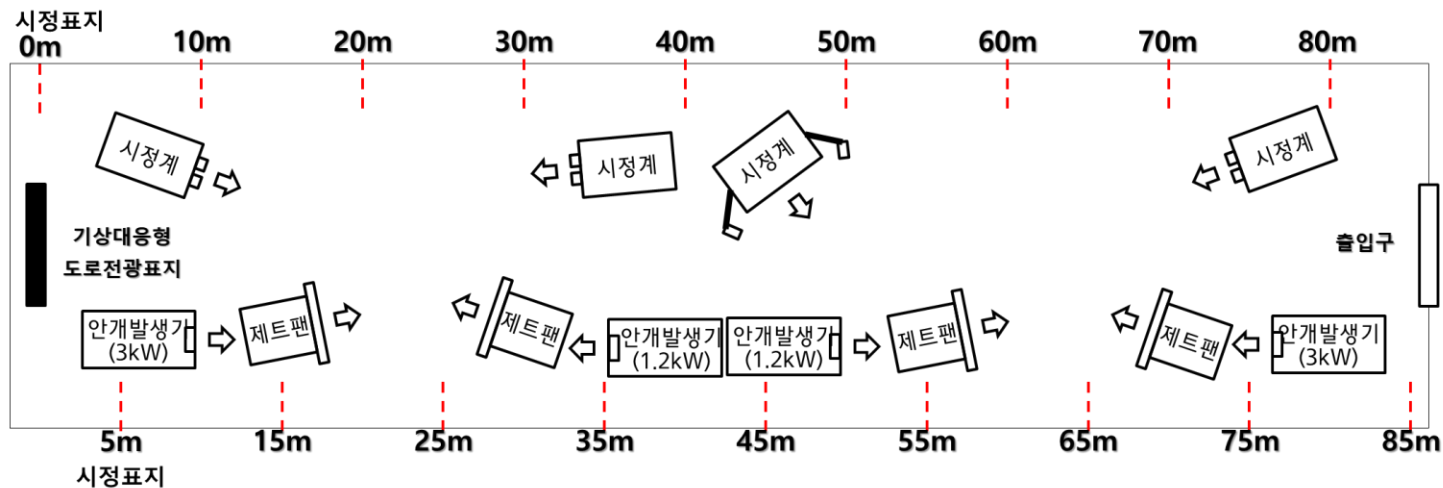 시정표지
0m 10m 20m 30m 40m 50m 60m 70m 80m
시정계
시정계
시정계
시정계
기상대응형
도로전광표지
출입구
안개발생기
(3kW)
제트팬
제트팬
안개발생기
(1.2kW)
안개발생기
(1.2kW)
제트팬
제트팬
안개발생기
(3kW)
5m 15m 25m 35m 45m 55m 65m 75m 85m
시정표지